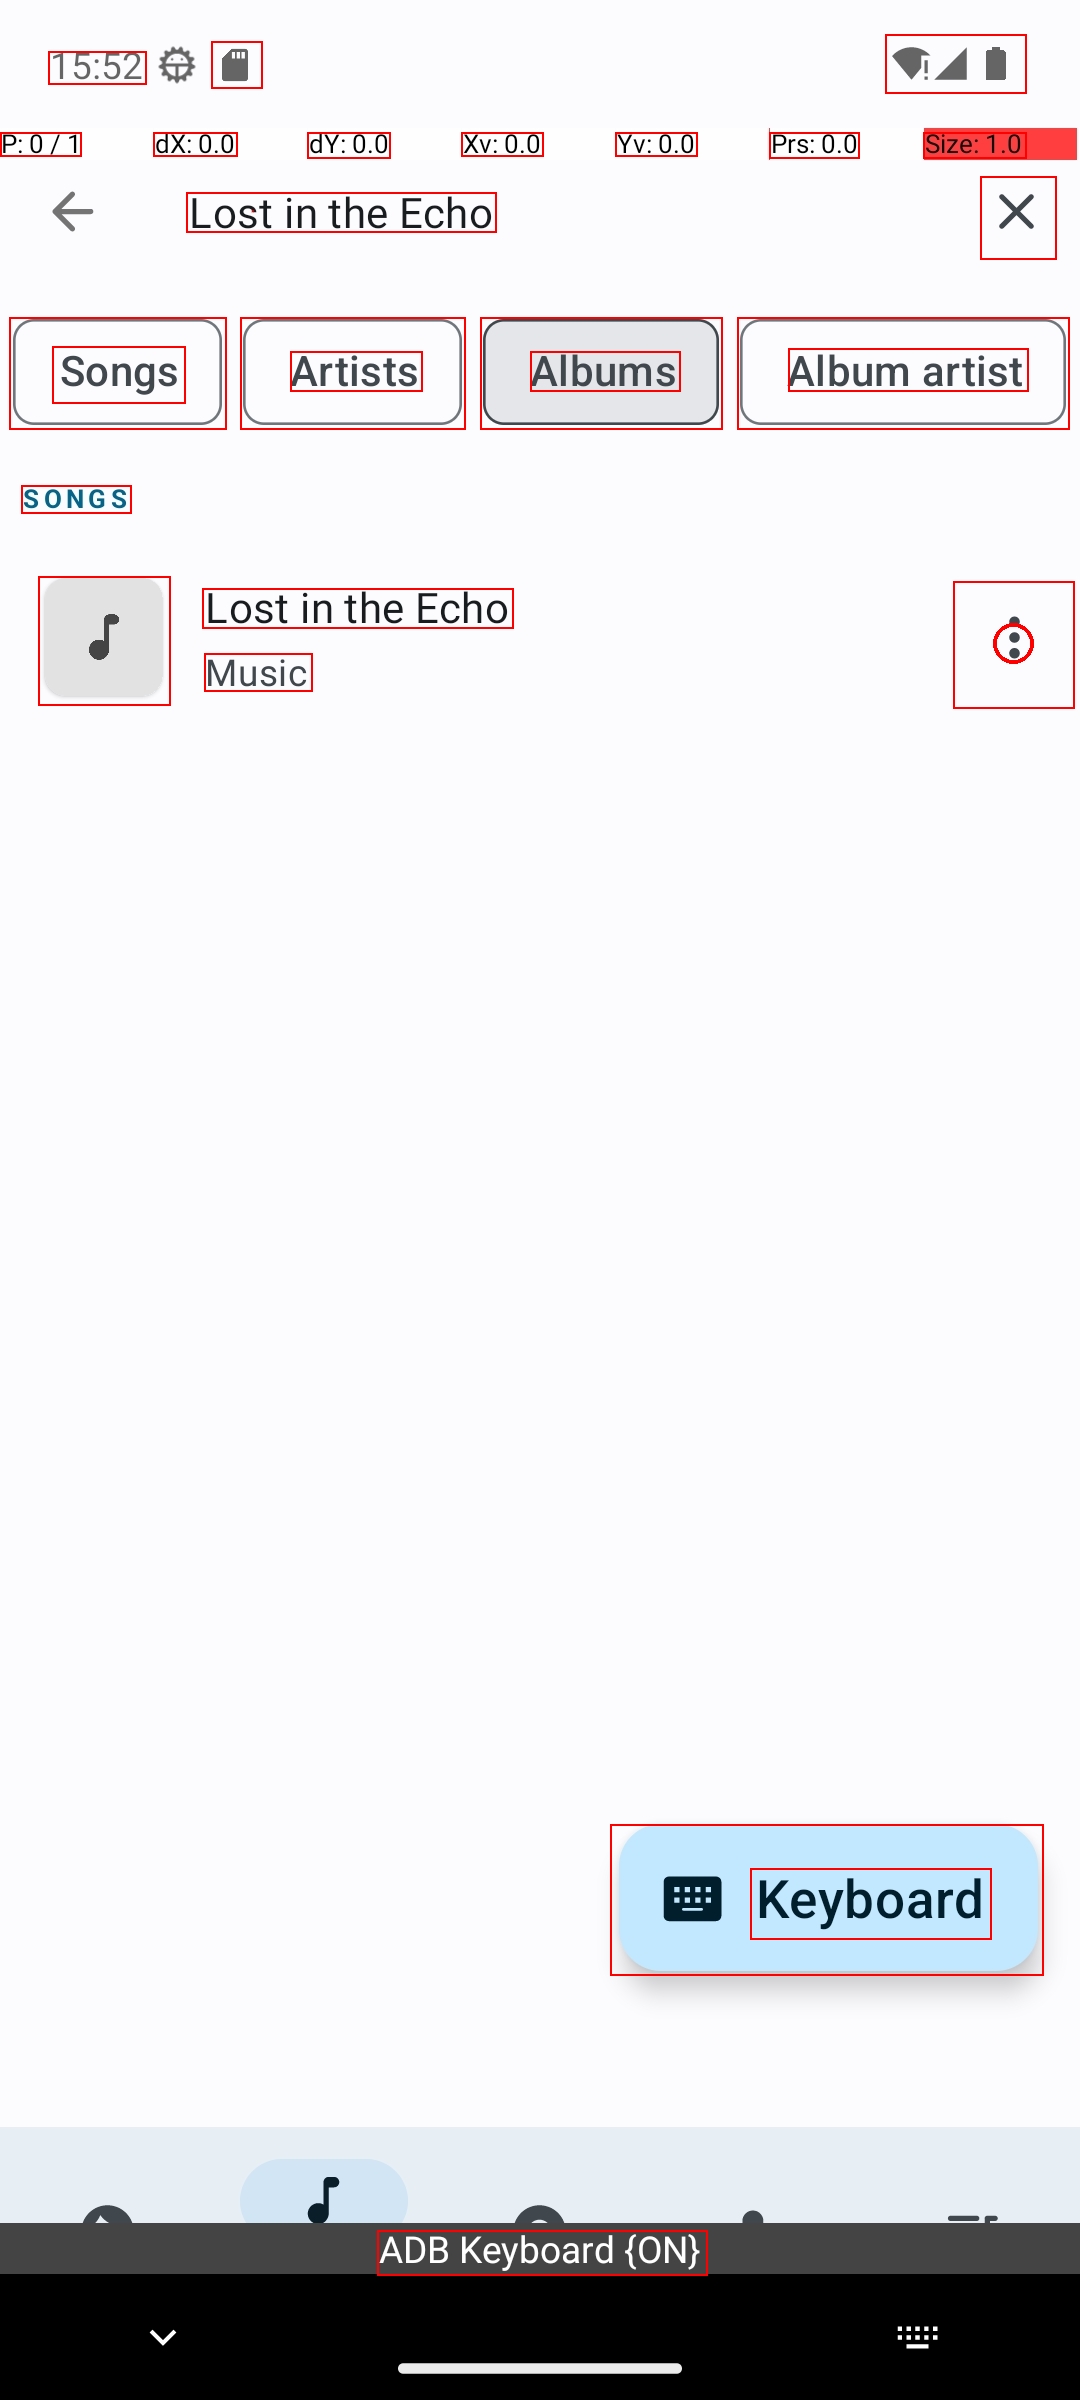 15:52
P: 0 / 1 dX: 0.0 dY: 0.0 Xv: 0.0 Yv: 0.0 Prs: 0.0 Size: 1.0
Lost in the Echo
Songs Artists Albums Album artist
SONGS
Lost in the Echo
Music
Keyboard
ADB Keyboard {ON}